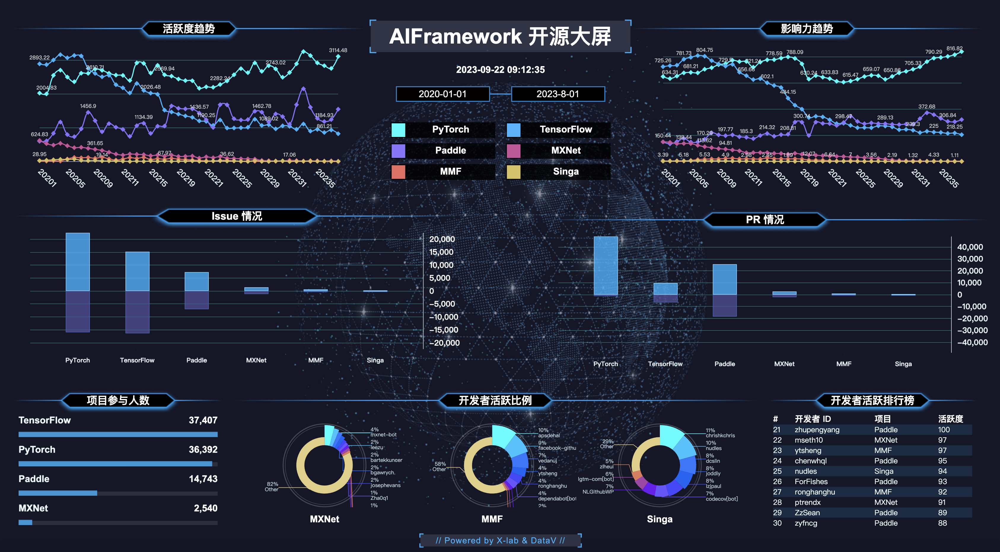 活跃度趋势
AIFramework 开源大屏
影响力趋势
2023-09-22 09:12:35
2020-01-01
2023-8-01
PyTorch
TensorFlow
Paddle
MXNet
MMF
Singa
2893.22
2004.83
2610.71
2569.94
2026.48
2282.24
2743.02
3114.48
1456.9
1134.39
1436.57
1190.25
1462.78
1089.02
1184.93
861.21
624.83
361.65
28.95
19.14
67.97
36.62
17.06
20201
20205
20209
20211
20215
20219
20221
20225
20229
20231
20235
725.26
781.73
804.75
634.31
681.21
721.24
656.66
778.59
788.09
602.1
484.15
630.24
633.83
615.47
659.07
650.86
705.33
790.29
816.82
150.44
138.44
170.29
113.62
197.77
94.81
185.3
214.32
208.81
300.74
298.47
289.13
372.68
306.84
239.3
225
218.25
3.39
5.18
5.53
4.9
2.98
2.45
1.89
12.07
6.64
7
3.56
2.19
1.32
4.33
1.11
20201
20205
20209
20211
20215
20219
20221
20225
20229
20231
20235
Issue 情况
20,000
15,000
10,000
5,000
0
–5,000
–10,000
–15,000
–20,000
PyTorch
TensorFlow
Paddle
MXNet
MMF
Singa
PR 情况
40,000
30,000
20,000
10,000
0
–10,000
–20,000
–30,000
–40,000
PyTorch
TensorFlow
Paddle
MXNet
MMF
Singa
项目参与人数
TensorFlow 37,407
PyTorch 36,392
Paddle 14,743
MXNet 2,540
开发者活跃比例
4%
mxnet-bot
2%
leezu
2%
bartekkuncer
2%
bgawrych
2%
josephevans
1%
Zha0q1
1%
82%
Other
MXNet
10%
apsdehal
9%
facebook-githu
7%
vedanuj
4%
ytsheng
4%
ronghanghu
4%
dependabot[bot
2%
58%
Other
MMF
11%
chrishkchris
10%
nudles
8%
dcslin
8%
joddiy
8%
lzjpaul
7%
codecov[bot]
29%
Other
5%
zlheui
6%
lgtm-com[bot]
7%
NLGithubWP
Singa
开发者活跃排行榜
# 开发者 ID 项目 活跃度
21 zhupengyang Paddle 100
22 mseth10 MXNet 97
23 ytsheng MMF 97
24 chenwhql Paddle 95
25 nudles Singa 94
26 ForFishes Paddle 93
27 ronghanghu MMF 92
28 ptrendx MXNet 91
29 ZzSean Paddle 89
30 zyfncg Paddle 88
// Powered by X-lab & DataV //